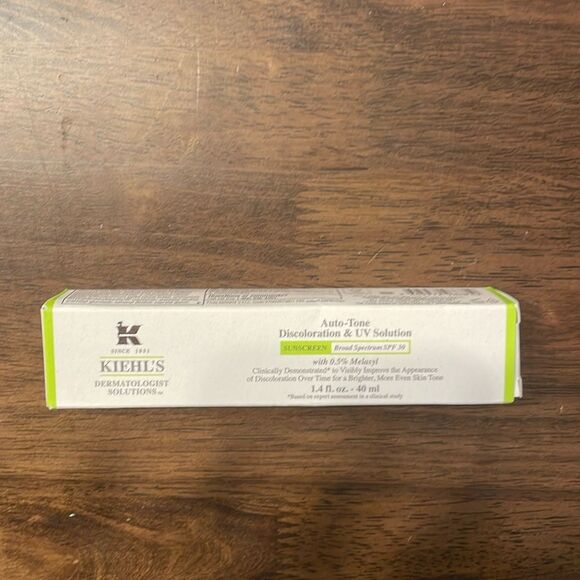 K
SINCE 1851
KIEHL'S
DERMATOLOGIST
SOLUTIONS™
Auto-Tone
Discoloration & UV Solution
SUNSCREEN Broad Spectrum SPF 30
with 0.5% Melasyl
Clinically Demonstrated* to Visibly Improve the Appearance
of Discoloration Over Time for a Brighter, More Even Skin Tone
1.4 fl. oz. - 40 ml
*Based on expert assessment in a clinical study